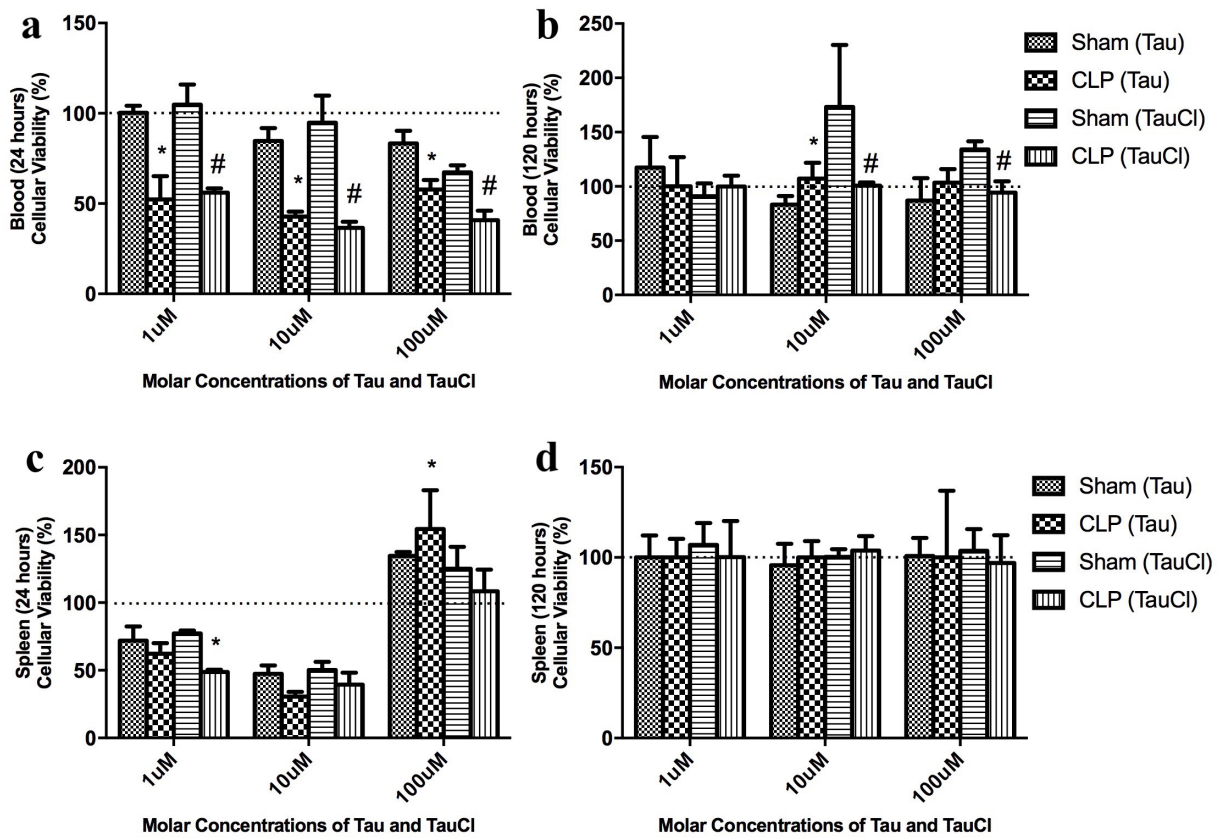 a
Blood (24 hours)
Cellular Viability (%)
150
100
50
0
*
#
*
#
*
#
1uM
10uM
100uM
Molar Concentrations of Tau and TauCl
b
Blood (120 hours)
Cellular Viability (%)
250
200
150
100
50
0
*
#
#
1uM
10uM
100uM
Molar Concentrations of Tau and TauCl
Sham (Tau)
CLP (Tau)
Sham (TauCl)
CLP (TauCl)
c
Spleen (24 hours)
Cellular Viability (%)
200
150
100
50
0
*
*
1uM
10uM
100uM
Molar Concentrations of Tau and TauCl
d
Spleen (120 hours)
Cellular Viability (%)
150
100
50
0
1uM
10uM
100uM
Molar Concentrations of Tau and TauCl
Sham (Tau)
CLP (Tau)
Sham (TauCl)
CLP (TauCl)